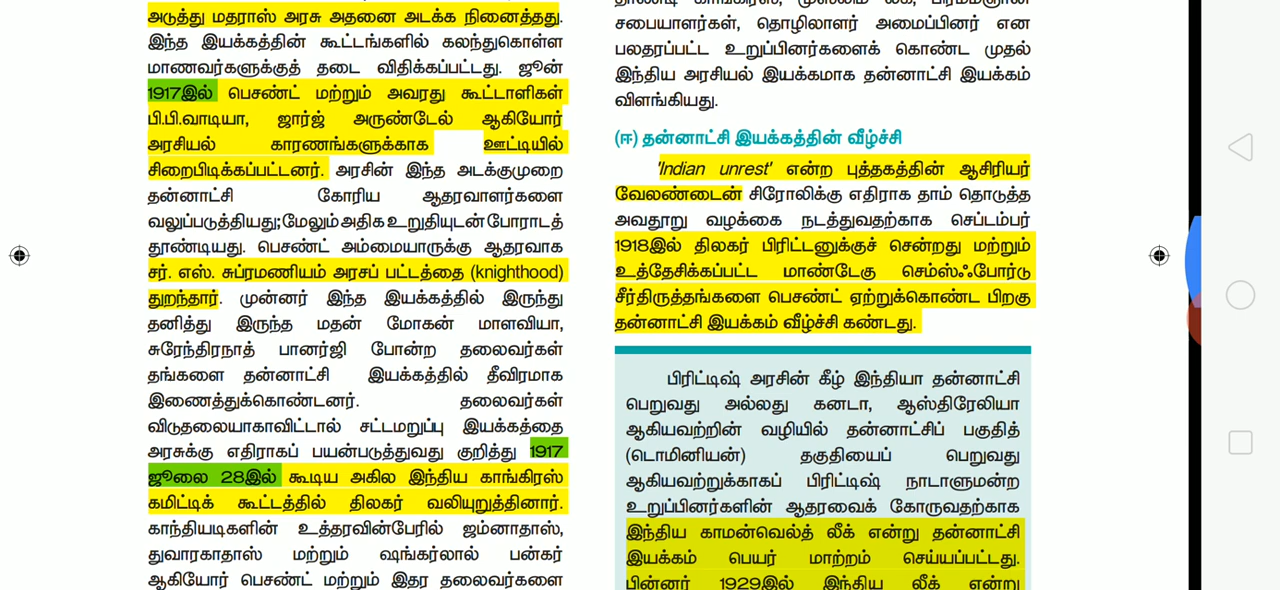 அடுத்து மதராஸ் அரசு அதனை அடக்க நினைத்தது.
இந்த இயக்கத்தின் கூட்டங்களில் கலந்துகொள்ள
மாணவர்களுக்குத் தடை விதிக்கப்பட்டது. ஜூன்
1917இல் பெசண்ட் மற்றும் அவரது கூட்டாளிகள்
பி.பி.வாடியா, ஜார்ஜ் அருண்டேல் ஆகியோர்
அரசியல் காரணங்களுக்காக ஊட்டியில்
சிறைபிடிக்கப்பட்டனர். அரசின் இந்த அடக்குமுறை
தன்னாட்சி கோரிய ஆதரவாளர்களை
வலுப்படுத்தியது; மேலும் அதிக உறுதியுடன் போராடத்
தூண்டியது. பெசண்ட் அம்மையாருக்கு ஆதரவாக
சர். எஸ். சுப்ரமணியம் அரசப் பட்டத்தை (knighthood)
துறந்தார். முன்னர் இந்த இயக்கத்தில் இருந்து
தனித்து இருந்த மதன் மோகன் மாளவியா,
சுரேந்திரநாத் பானர்ஜி போன்ற தலைவர்கள்
தங்களை தன்னாட்சி இயக்கத்தில் தீவிரமாக
இணைத்துக்கொண்டனர். தலைவர்கள்
விடுதலையாகாவிட்டால் சட்டமறுப்பு இயக்கத்தை
அரசுக்கு எதிராகப் பயன்படுத்துவது குறித்து 1917
ஜூலை 28இல் கூடிய அகில இந்திய காங்கிரஸ்
கமிட்டிக் கூட்டத்தில் திலகர் வலியுறுத்தினார்.
காந்தியடிகளின் உத்தரவின்பேரில் ஜம்னாதாஸ்,
துவாரகாதாஸ் மற்றும் ஷங்கர்லால் பன்கர்
ஆகியோர் பெசண்ட் மற்றும் இதர தலைவர்களை
சபையாளர்கள், தொழிலாளர் அமைப்பினர் என
பலதரப்பட்ட உறுப்பினர்களைக் கொண்ட முதல்
இந்திய அரசியல் இயக்கமாக தன்னாட்சி இயக்கம்
விளங்கியது.
(ஈ) தன்னாட்சி இயக்கத்தின் வீழ்ச்சி
'Indian unrest' என்ற புத்தகத்தின் ஆசிரியர்
வேலண்டைன் சிரோலிக்கு எதிராக தாம் தொடுத்த
அவதூறு வழக்கை நடத்துவதற்காக செப்டம்பர்
1918இல் திலகர் பிரிட்டனுக்குச் சென்றது மற்றும்
உத்தேசிக்கப்பட்ட மாண்டேகு செம்ஸ்ஃபோர்டு
சீர்திருத்தங்களை பெசண்ட் ஏற்றுக்கொண்ட பிறகு
தன்னாட்சி இயக்கம் வீழ்ச்சி கண்டது.
பிரிட்டிஷ் அரசின் கீழ் இந்தியா தன்னாட்சி
பெறுவது அல்லது கனடா, ஆஸ்திரேலியா
ஆகியவற்றின் வழியில் தன்னாட்சிப் பகுதித்
(டொமினியன்) தகுதியைப் பெறுவது
ஆகியவற்றுக்காகப் பிரிட்டிஷ் நாடாளுமன்ற
உறுப்பினர்களின் ஆதரவைக் கோருவதற்காக
இந்திய காமன்வெல்த் லீக் என்று தன்னாட்சி
இயக்கம் பெயர் மாற்றம் செய்யப்பட்டது.
பின்னர் 1929இல் இந்திய லீக் என்று